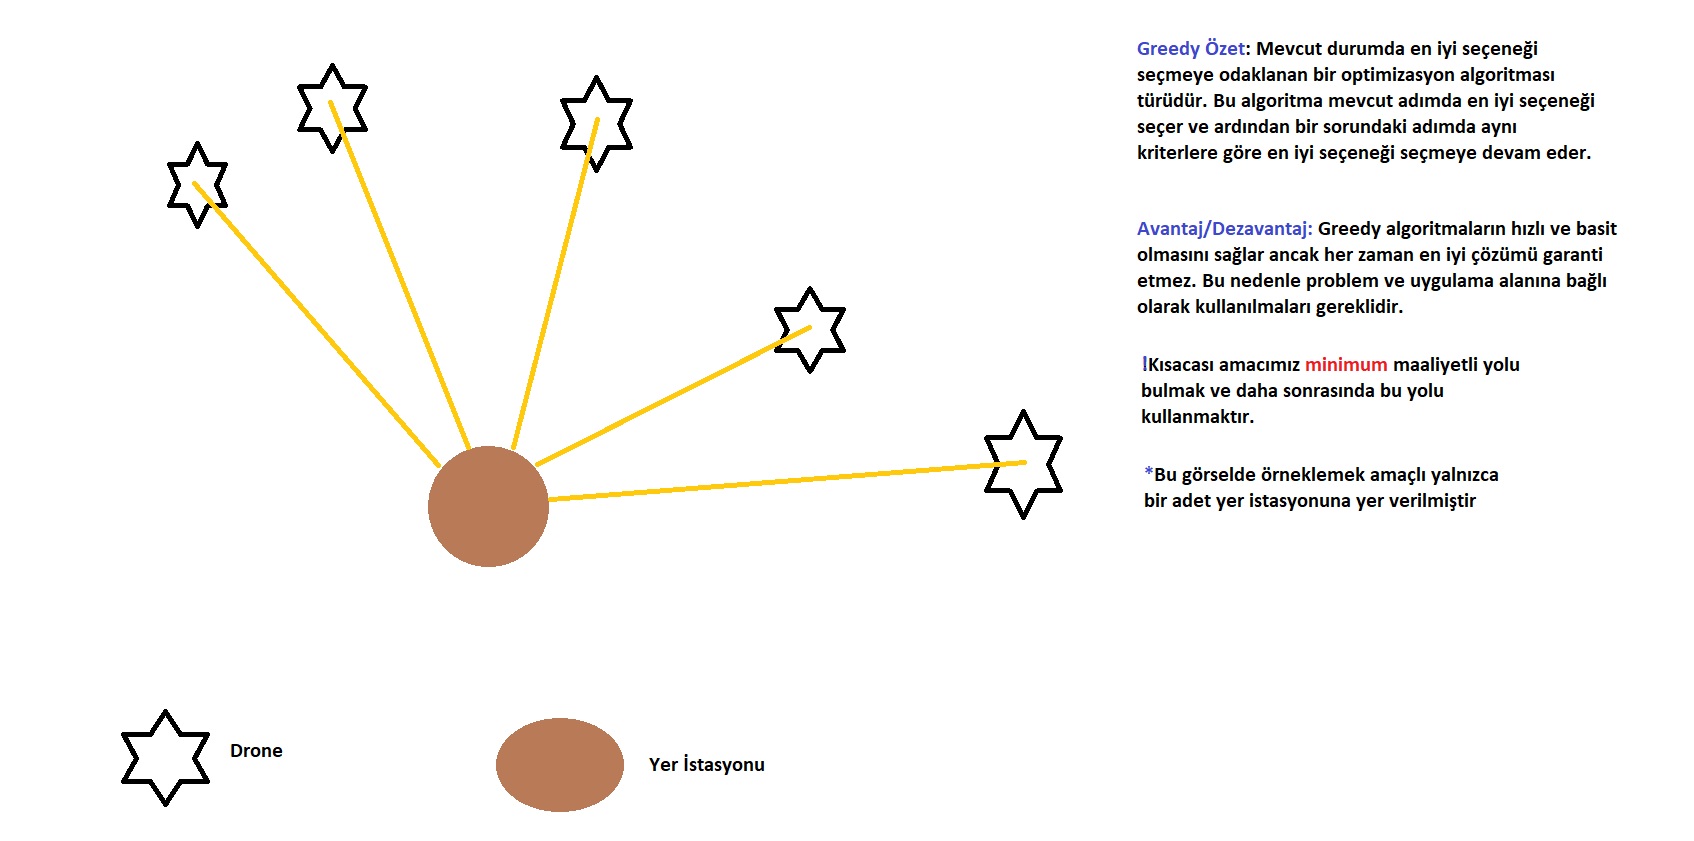 Greedy Özet: Mevcut durumda en iyi seçeneği
seçmeye odaklanan bir optimizasyon algoritması
türüdür. Bu algoritma mevcut adımda en iyi seçeneği
seçer ve ardından bir sorundaki adımda aynı
kriterlere göre en iyi seçeneği seçmeye devam eder.
Avantaj/Dezavantaj: Greedy algoritmaların hızlı ve basit
olmasını sağlar ancak her zaman en iyi çözümü garanti
etmez. Bu nedenle problem ve uygulama alanına bağlı
olarak kullanılmaları gereklidir.
!Kısacası amacımız minimum maaliyetli yolu
bulmak ve daha sonrasında bu yolu
kullanmaktır.
*Bu görselde örneklemek amaçlı yalnızca
bir adet yer istasyonuna yer verilmiştir
Drone
Yer İstasyonu